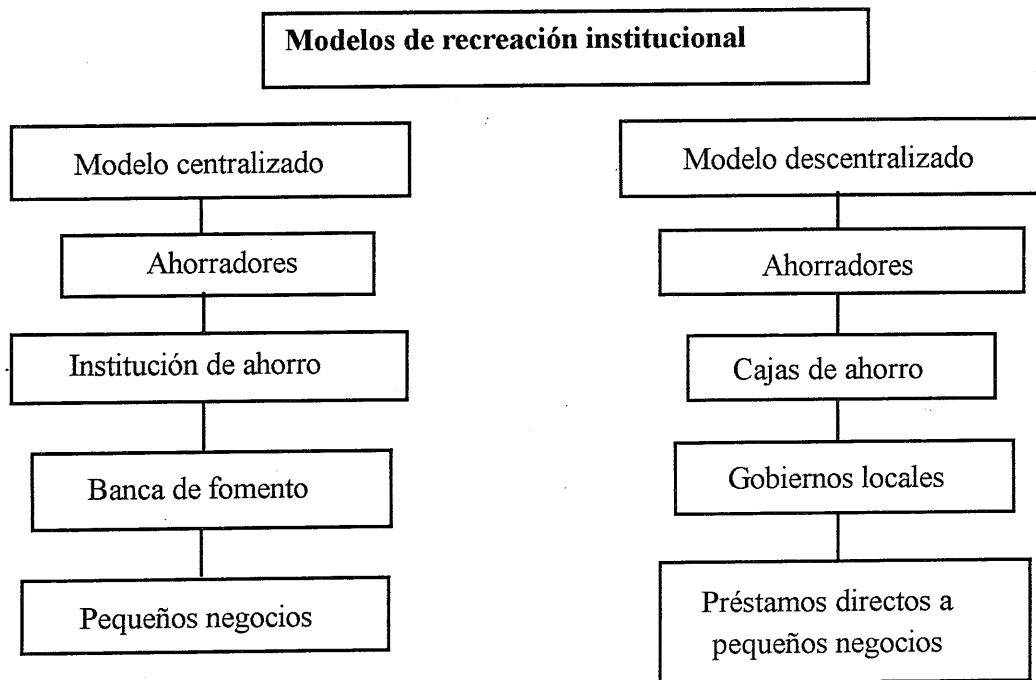 Modelos de recreación institucional
Modelo centralizado
Ahorradores
Institución de ahorro
Banca de fomento
Pequeños negocios
Modelo descentralizado
Ahorradores
Cajas de ahorro
Gobiernos locales
Préstamos directos a
pequeños negocios